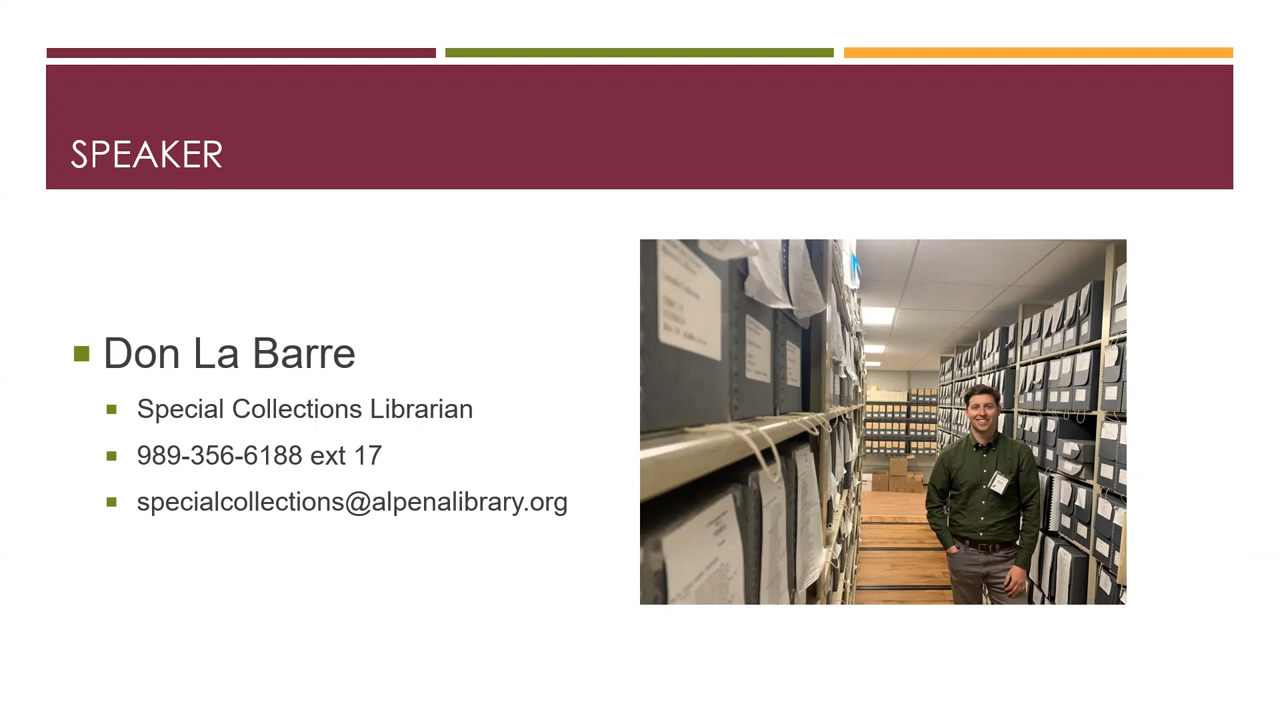 SPEAKER
Don La Barre
Special Collections Librarian
989-356-6188 ext 17
specialcollections@alpenalibrary.org